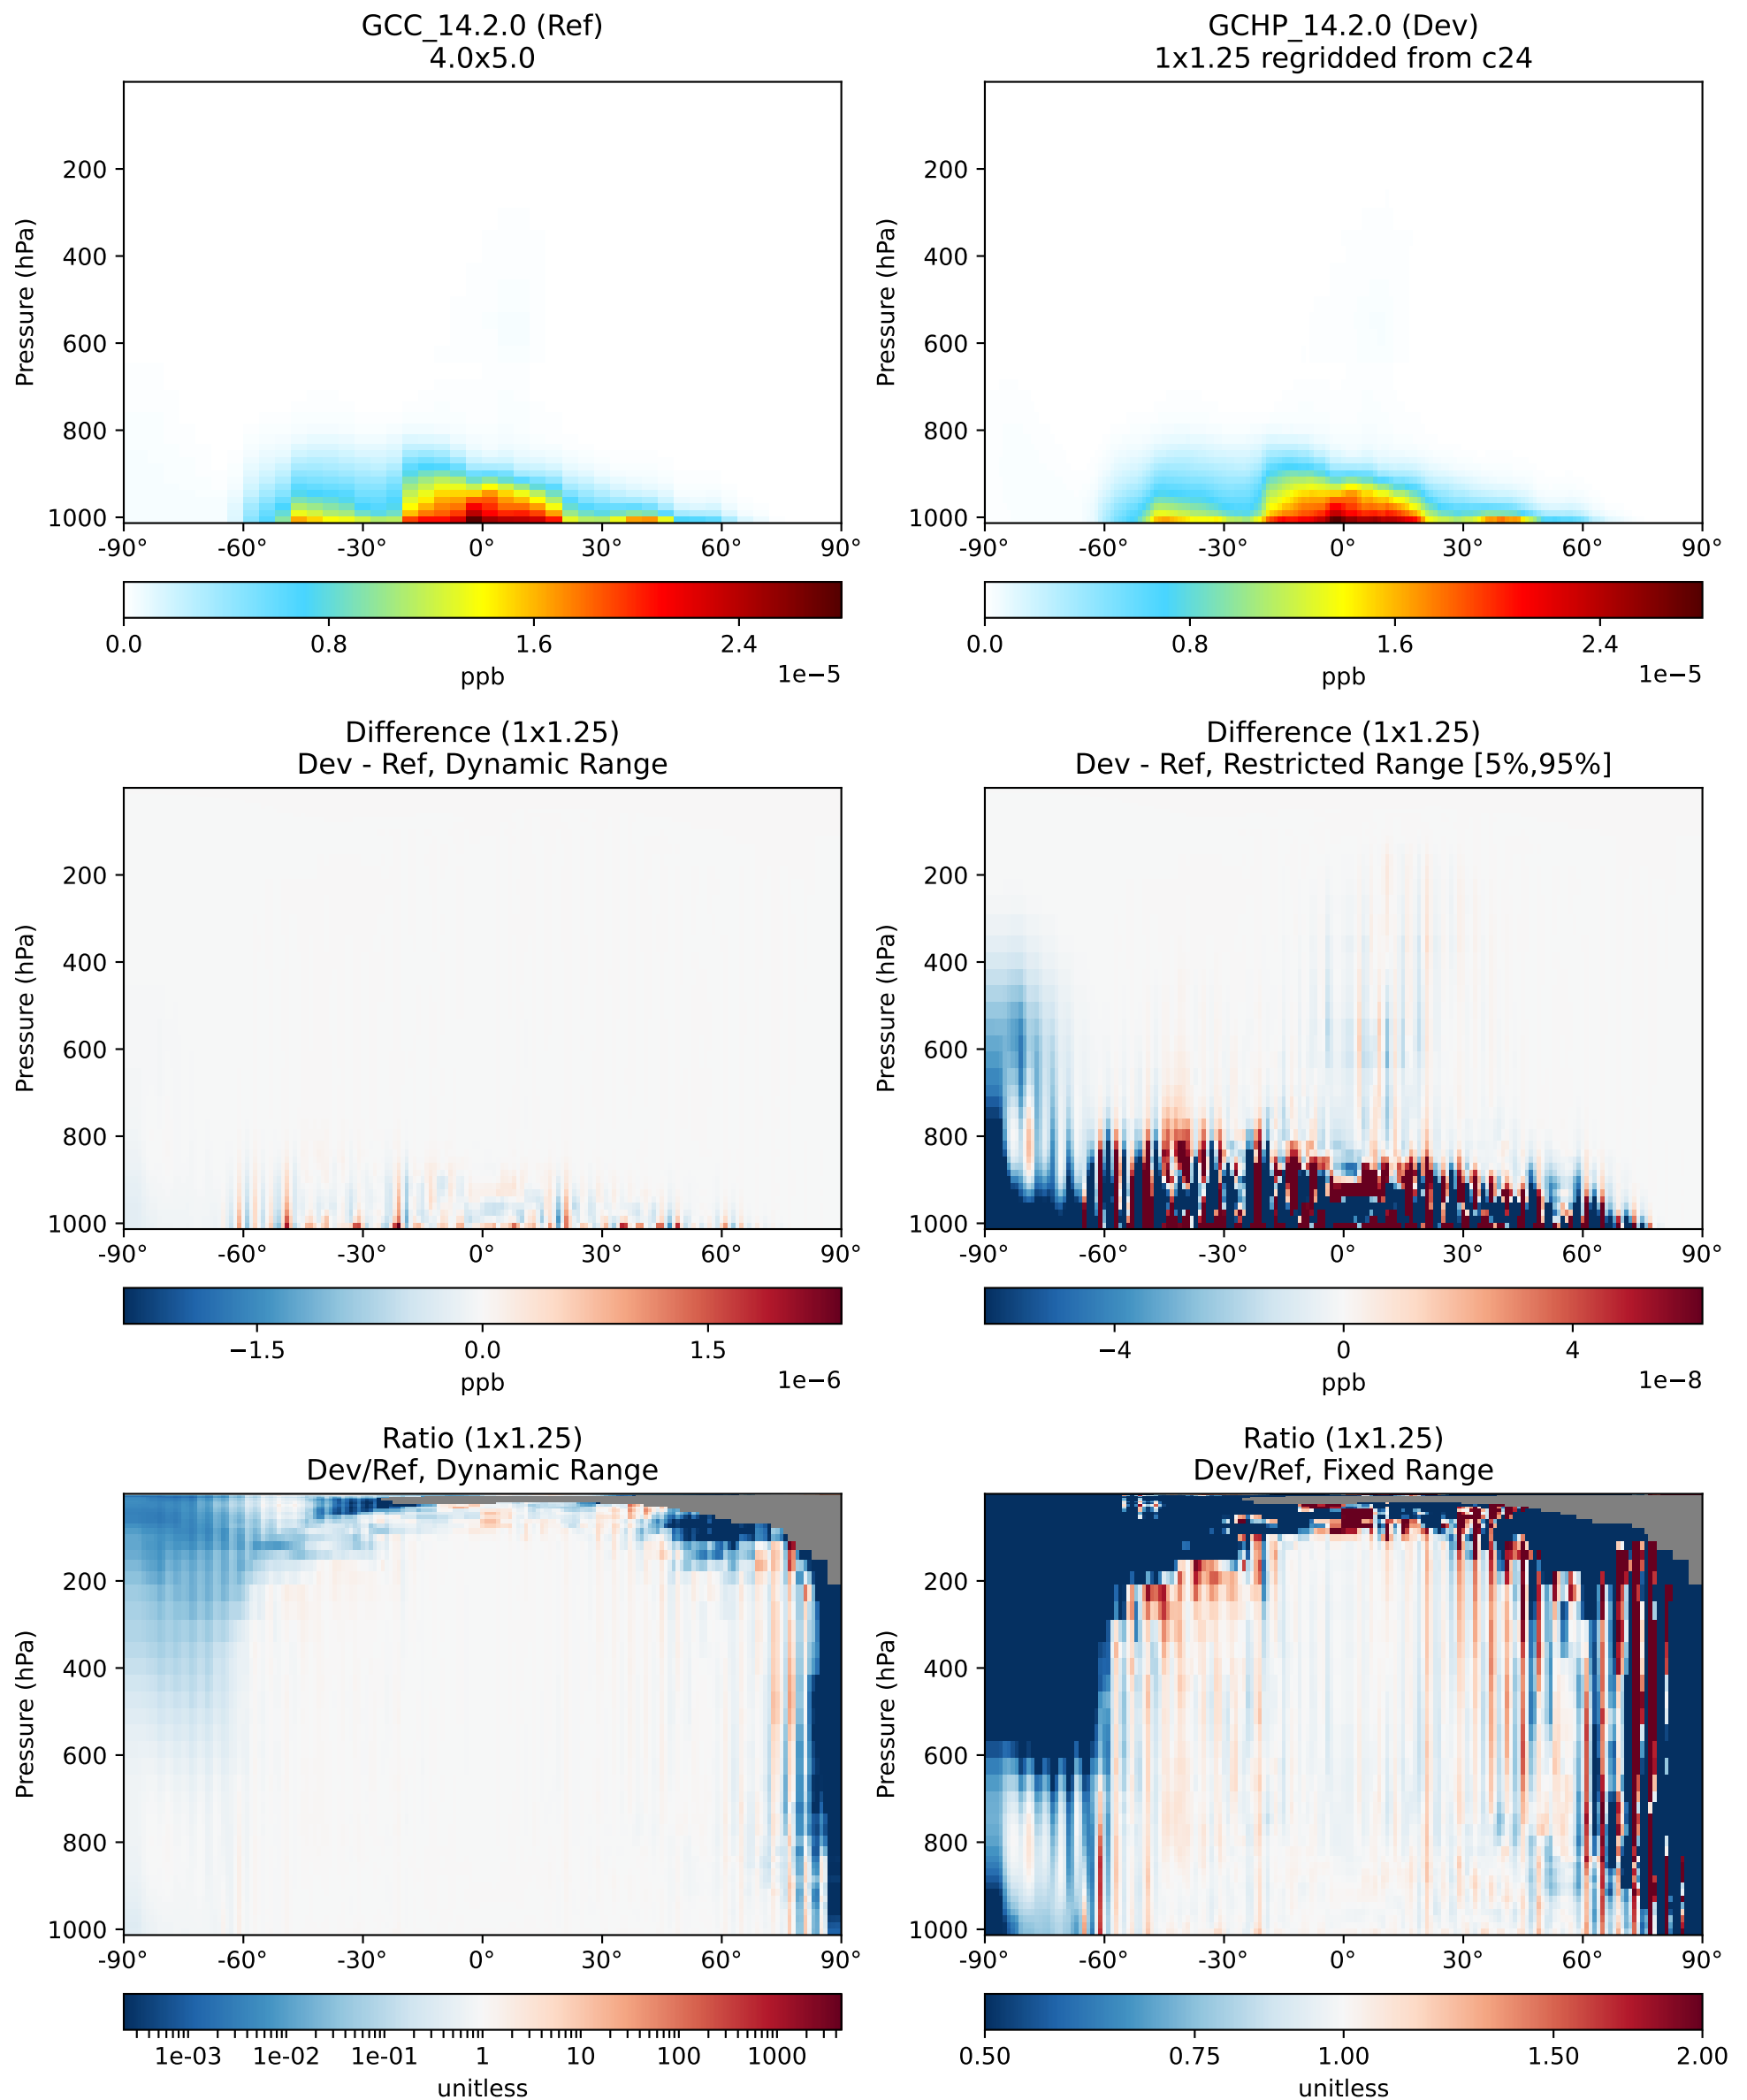 GCC_14.2.0 (Ref)
4.0x5.0
Pressure (hPa)
200
400
600
800
1000
-90° -60° -30° 0° 30° 60° 90°
0.0 0.8 1.6 2.4
ppb 1e−5
GCHP_14.2.0 (Dev)
1x1.25 regridded from c24
Pressure (hPa)
200
400
600
800
1000
-90° -60° -30° 0° 30° 60° 90°
0.0 0.8 1.6 2.4
ppb 1e−5
Difference (1x1.25)
Dev - Ref, Dynamic Range
Pressure (hPa)
200
400
600
800
1000
-90° -60° -30° 0° 30° 60° 90°
−1.5 0.0 1.5
ppb 1e−6
Difference (1x1.25)
Dev - Ref, Restricted Range [5%,95%]
Pressure (hPa)
200
400
600
800
1000
-90° -60° -30° 0° 30° 60° 90°
−4 0 4
ppb 1e−8
Ratio (1x1.25)
Dev/Ref, Dynamic Range
Pressure (hPa)
200
400
600
800
1000
-90° -60° -30° 0° 30° 60° 90°
1e-03 1e-02 1e-01 1 10 100 1000
unitless
Ratio (1x1.25)
Dev/Ref, Fixed Range
Pressure (hPa)
200
400
600
800
1000
-90° -60° -30° 0° 30° 60° 90°
0.50 0.75 1.00 1.50 2.00
unitless